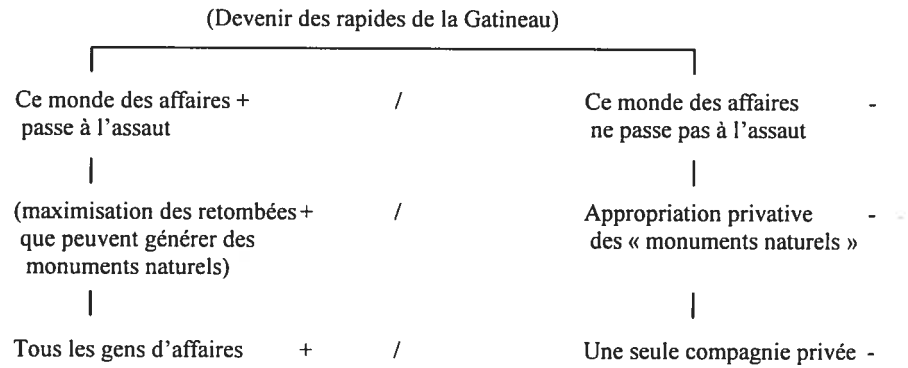 (Devenir des rapides de la Gatineau)
Ce monde des affaires + / Ce monde des affaires -
passe à l'assaut ne passe pas à l'assaut
(maximisation des retombées + / Appropriation privative -
que peuvent générer des des « monuments naturels »
monuments naturels)
Tous les gens d'affaires + / Une seule compagnie privée -